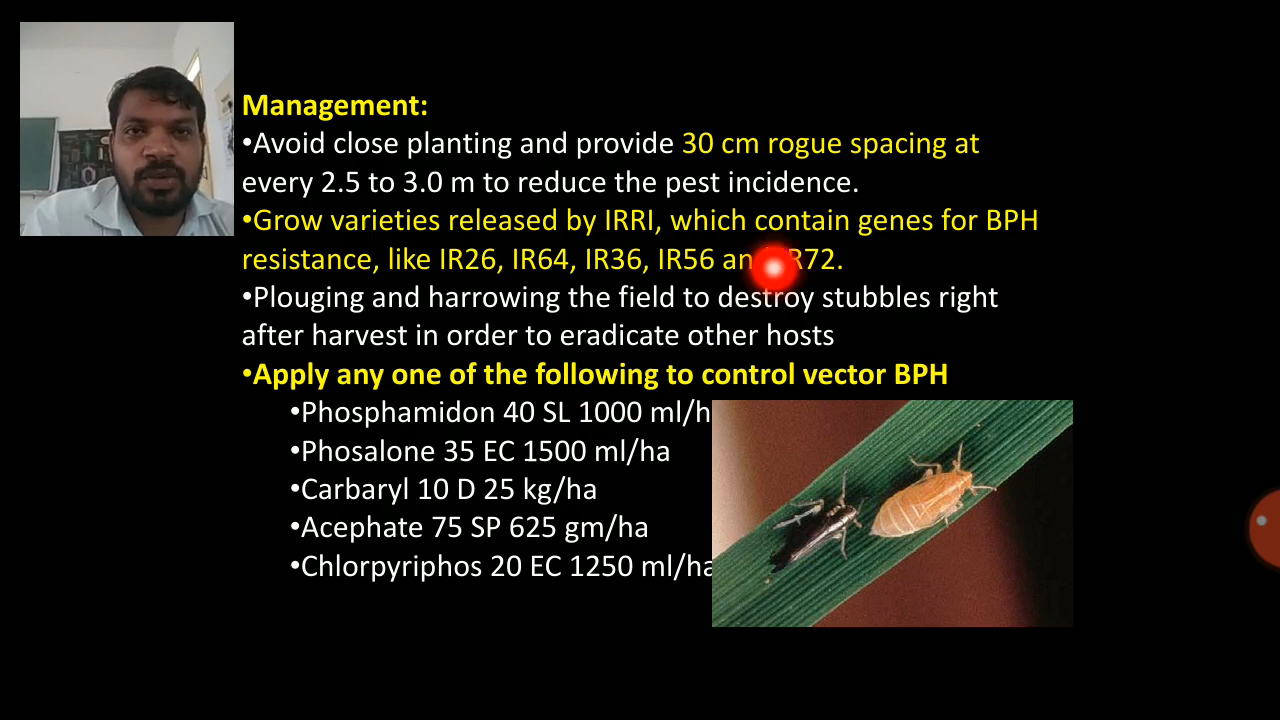 Management:
•Avoid close planting and provide 30 cm rogue spacing at
every 2.5 to 3.0 m to reduce the pest incidence.
•Grow varieties released by IRRI, which contain genes for BPH
resistance, like IR26, IR64, IR36, IR56 an R72.
•Plouging and harrowing the field to destroy stubbles right
after harvest in order to eradicate other hosts
•Apply any one of the following to control vector BPH
•Phosphamidon 40 SL 1000 ml/h
•Phosalone 35 EC 1500 ml/ha
•Carbaryl 10 D 25 kg/ha
•Acephate 75 SP 625 gm/ha
•Chlorpyriphos 20 EC 1250 ml/ha